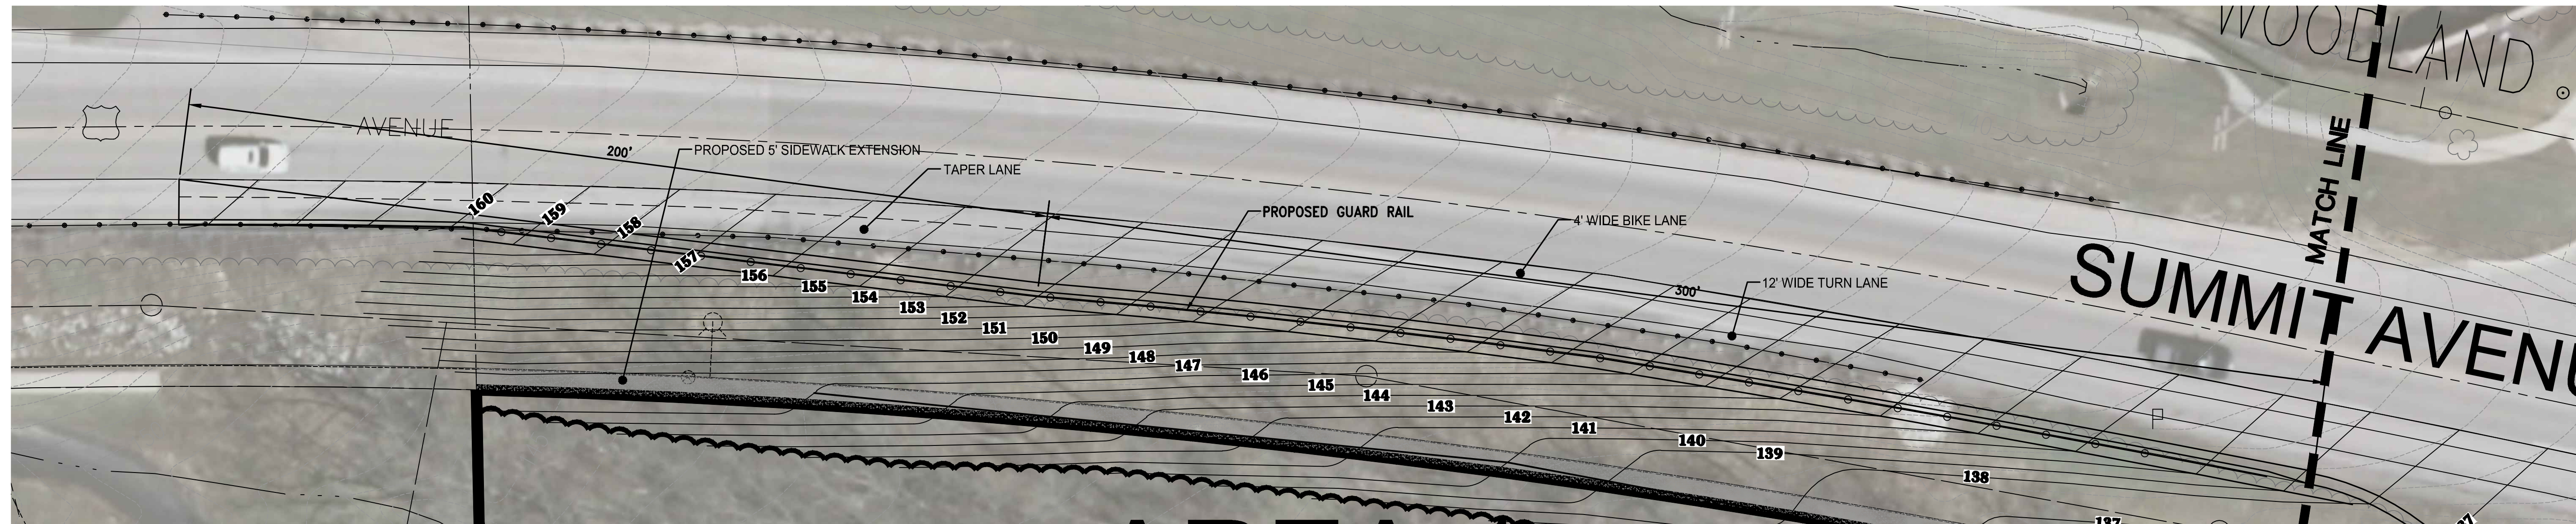 WOODLAND
AVENUE
200'
PROPOSED 5' SIDEWALK EXTENSION
TAPER LANE
MATCH LINE
160
159
158
157
156
155
154
153
152
151
150
149
148
147
146
145
144
143
142
141
140
139
138
137
PROPOSED GUARD RAIL
4' WIDE BIKE LANE
300'
12' WIDE TURN LANE
SUMMIT AVENU